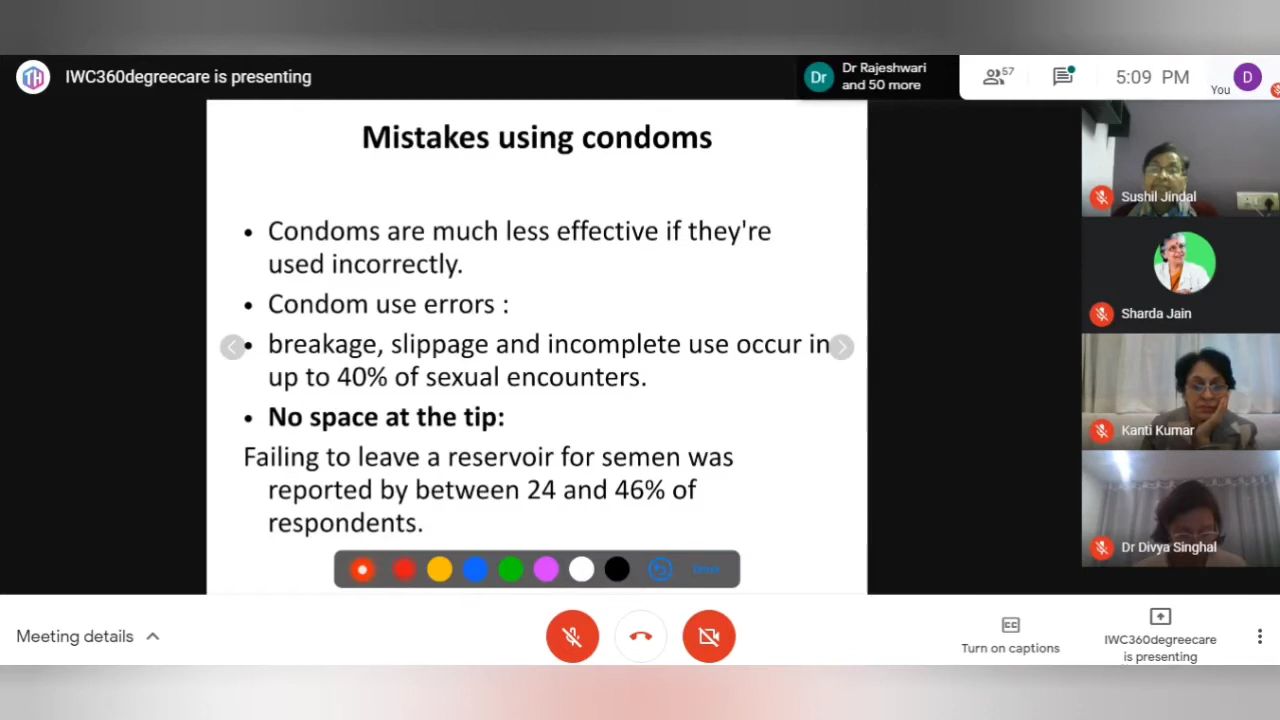 TH
IWC360degreecare is presenting
Dr
Dr Rajeshwari
and 50 more
57
5:09 PM
You
D
Mistakes using condoms
• Condoms are much less effective if they're
used incorrectly.
• Condom use errors :
• breakage, slippage and incomplete use occur in
up to 40% of sexual encounters.
• No space at the tip:
Failing to leave a reservoir for semen was
reported by between 24 and 46% of
respondents.
Sushil Jindal
Sharda Jain
Kanti Kumar
Dr Divya Singhal
Meeting details
CC
Turn on captions
IWC360degreecare
is presenting